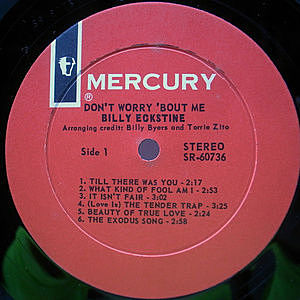 MERCURY
®
DON'T WORRY 'BOUT ME
BILLY ECKSTINE
Arranging credit: Billy Byers and Torrie Zito
Side 1
STEREO
SR-60736
1. TILL THERE WAS YOU - 2:17
2. WHAT KIND OF FOOL AM I - 2:53
3. IT ISN'T FAIR - 3:02
4. (Love Is) THE TENDER TRAP - 3:25
5. BEAUTY OF TRUE LOVE - 2:24
6. THE EXODUS SONG - 2:58